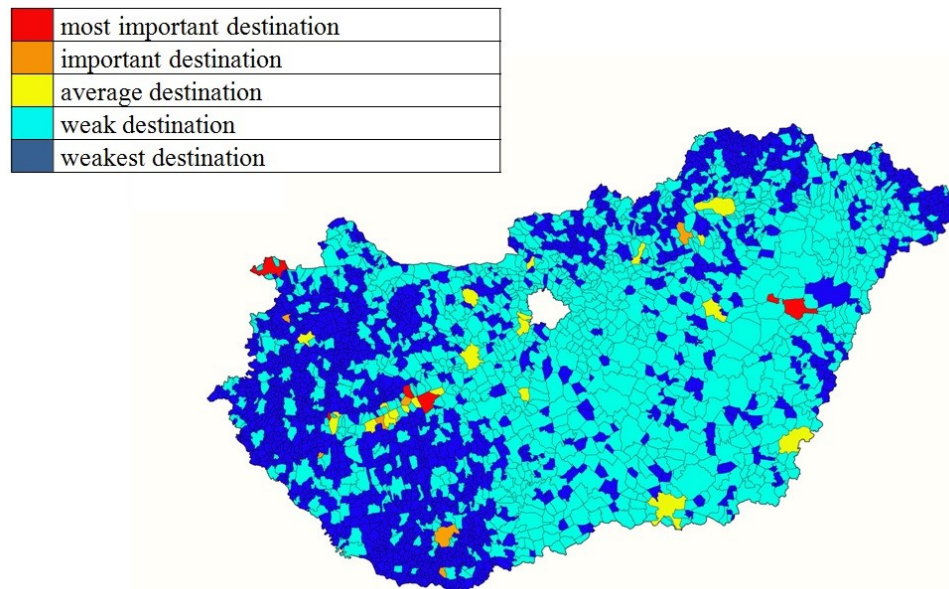 most important destination
important destination
average destination
weak destination
weakest destination